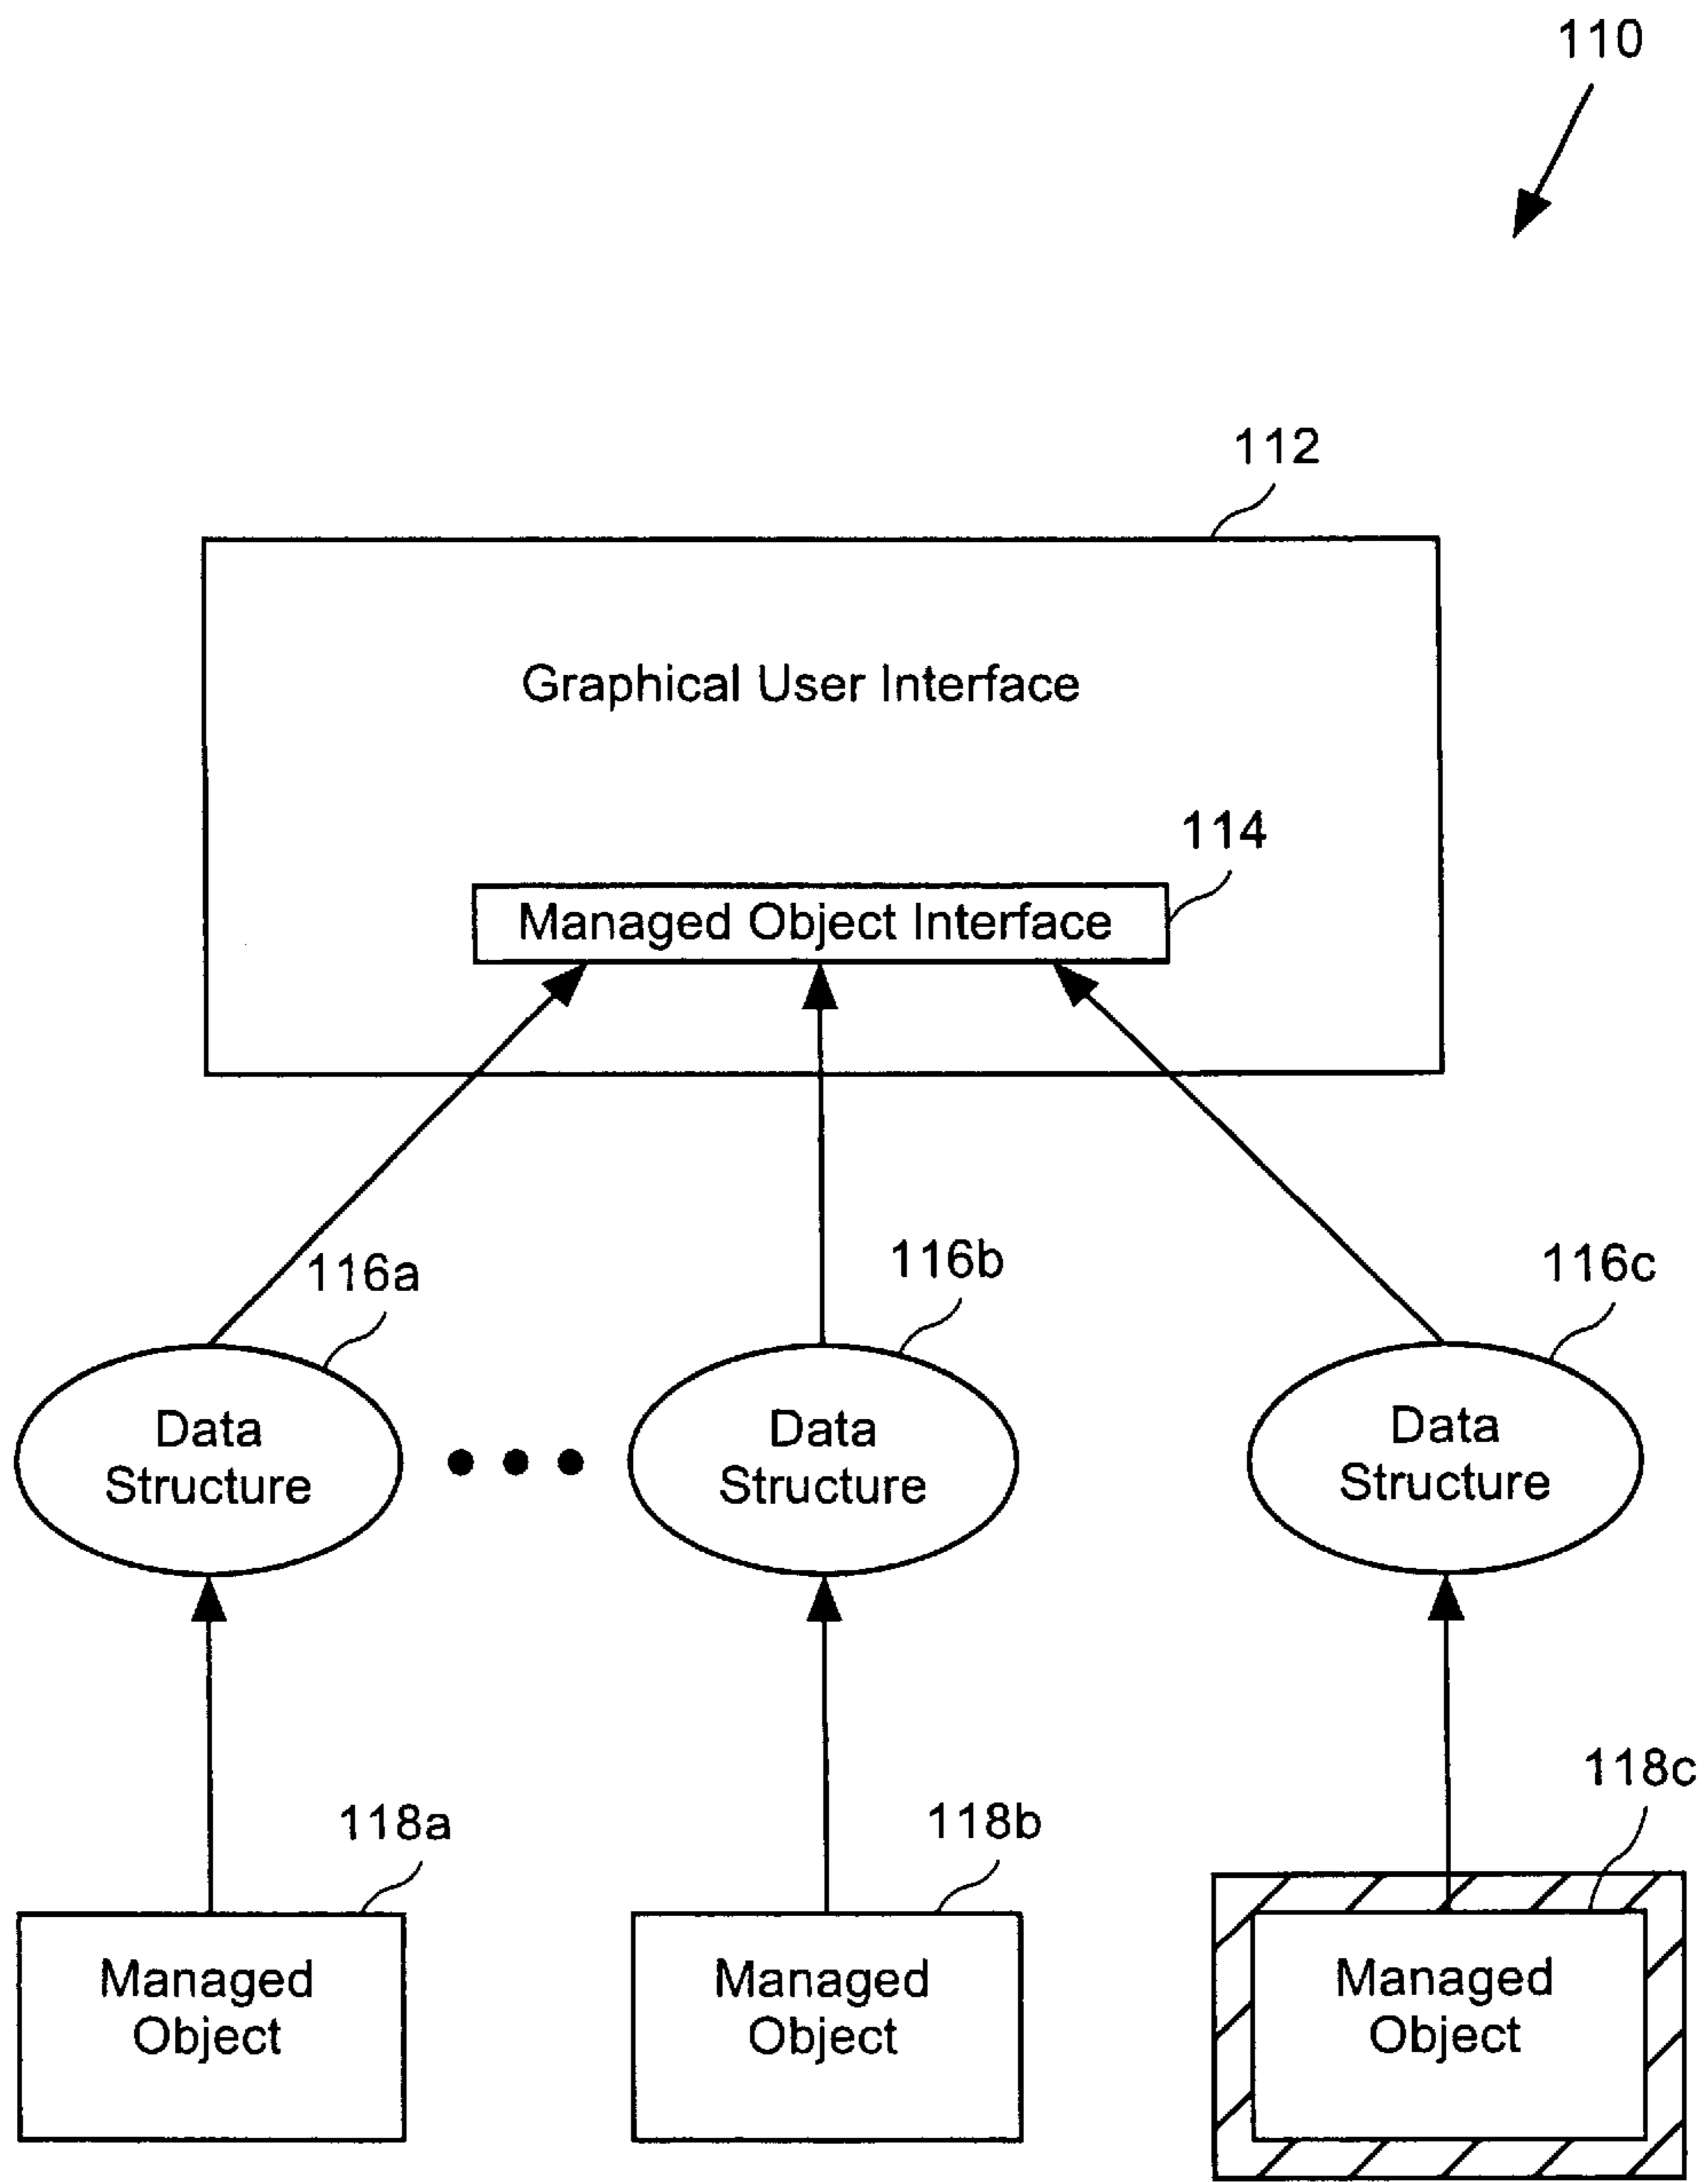 110
112
Graphical User Interface
114
Managed Object Interface
116a
116b
116c
Data
Structure
Data
Structure
Data
Structure
118a
118b
118c
Managed
Object
Managed
Object
Managed
Object